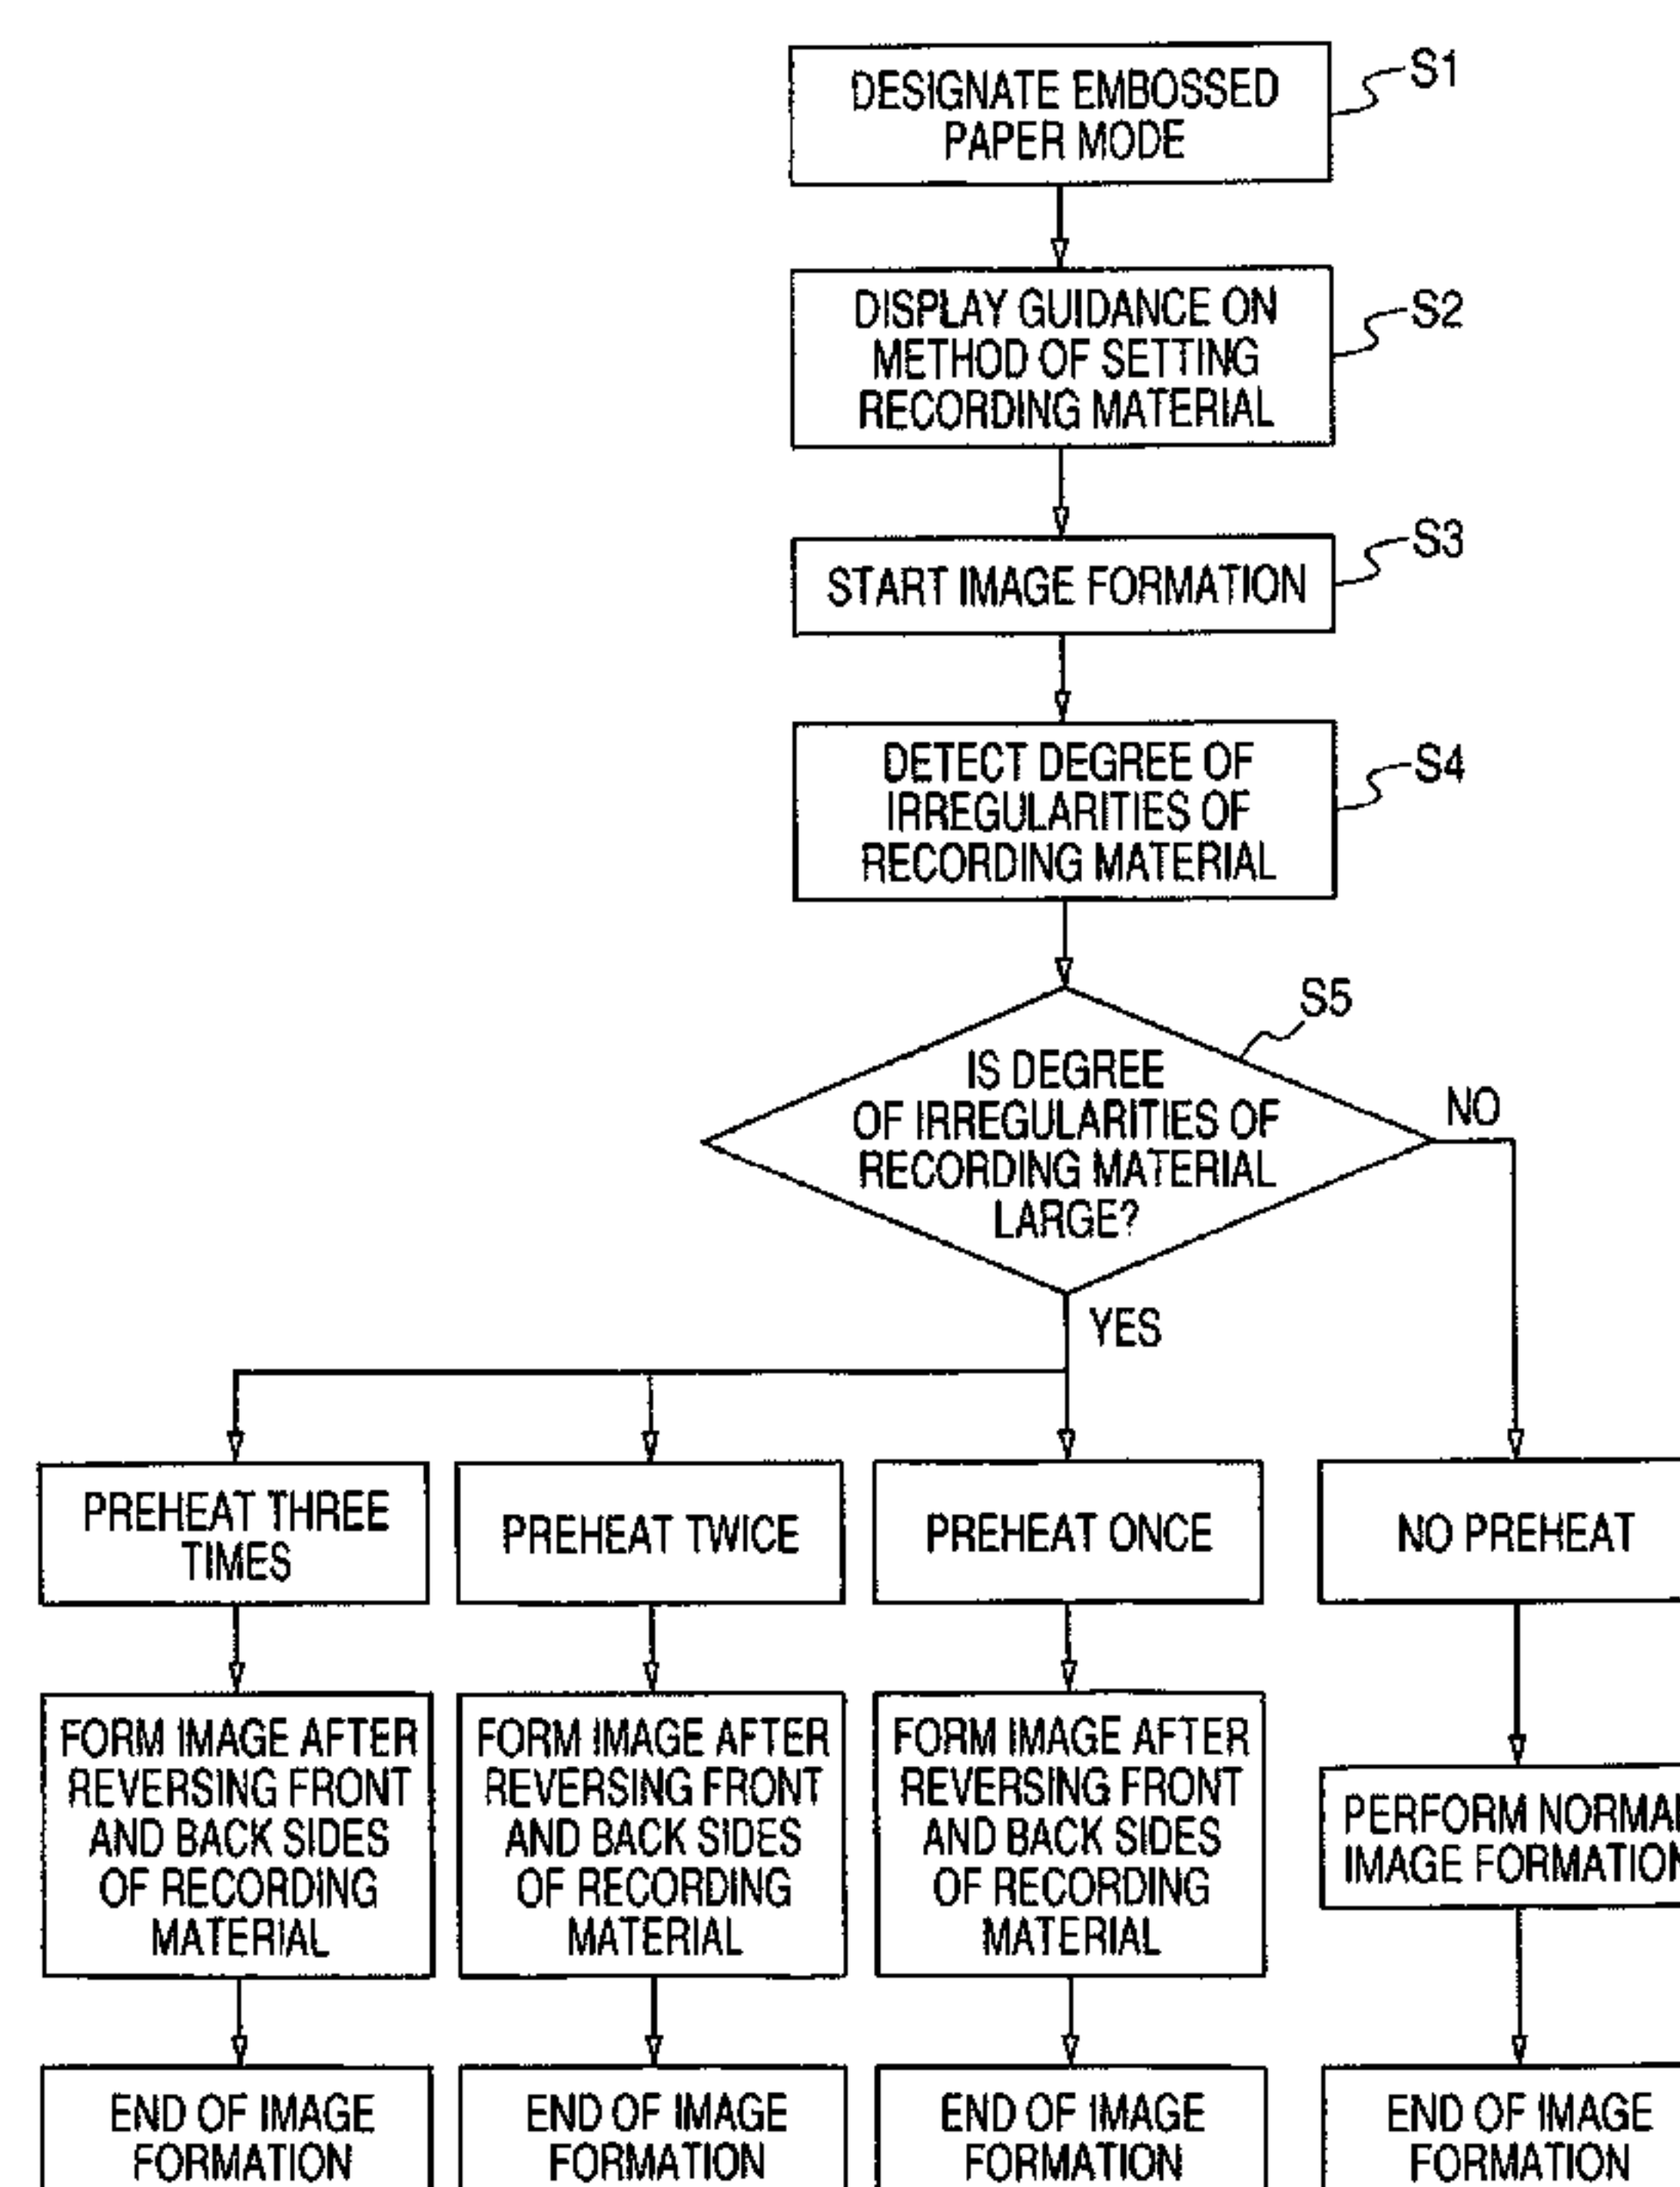 DESIGNATE EMBOSSED
PAPER MODE
S1
DISPLAY GUIDANCE ON
METHOD OF SETTING
RECORDING MATERIAL
S2
START IMAGE FORMATION
S3
DETECT DEGREE OF
IRREGULARITIES OF
RECORDING MATERIAL
S4
S5
IS DEGREE
OF IRREGULARITIES OF
RECORDING MATERIAL
LARGE?
NO
YES
PREHEAT THREE
TIMES
PREHEAT TWICE
PREHEAT ONCE
NO PREHEAT
FORM IMAGE AFTER
REVERSING FRONT
AND BACK SIDES
OF RECORDING
MATERIAL
FORM IMAGE AFTER
REVERSING FRONT
AND BACK SIDES
OF RECORDING
MATERIAL
FORM IMAGE AFTER
REVERSING FRONT
AND BACK SIDES
OF RECORDING
MATERIAL
PERFORM NORMAL
IMAGE FORMATION
END OF IMAGE
FORMATION
END OF IMAGE
FORMATION
END OF IMAGE
FORMATION
END OF IMAGE
FORMATION